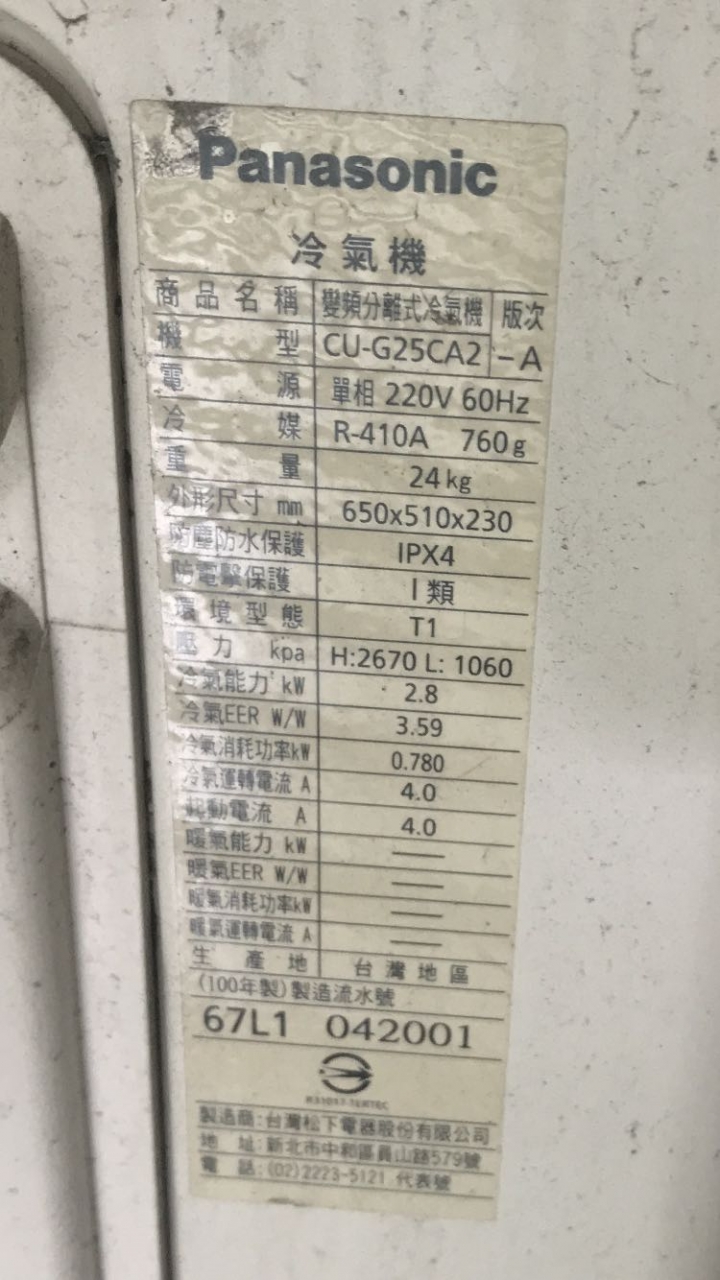 Panasonic
冷氣機
商品名稱 變頻分離式冷氣機 版次
機型 CU-G25CA2 -A
電源 單相 220V 60Hz
冷媒 R-410A 760g
重量 24kg
外形尺寸 mm 650x510x230
防塵防水保護 IPX4
防電擊保護 I類
環境型態 T1
壓力 kpa H:2670 L: 1060
冷氣能力 kW 2.8
冷氣EER W/W 3.59
冷氣消耗功率kW 0.780
冷氣運轉電流 A 4.0
起動電流 A 4.0
暖氣能力 kW ——
暖氣EER W/W ——
暖氣消耗功率kW ——
暖氣運轉電流 A ——
生產地 台灣地區
(100年製)製造流水號
67L1 042001
製造商:台灣松下電器股份有限公司
地址:新北市中和區員山路579號
電話:(02)2223-5121 代表號